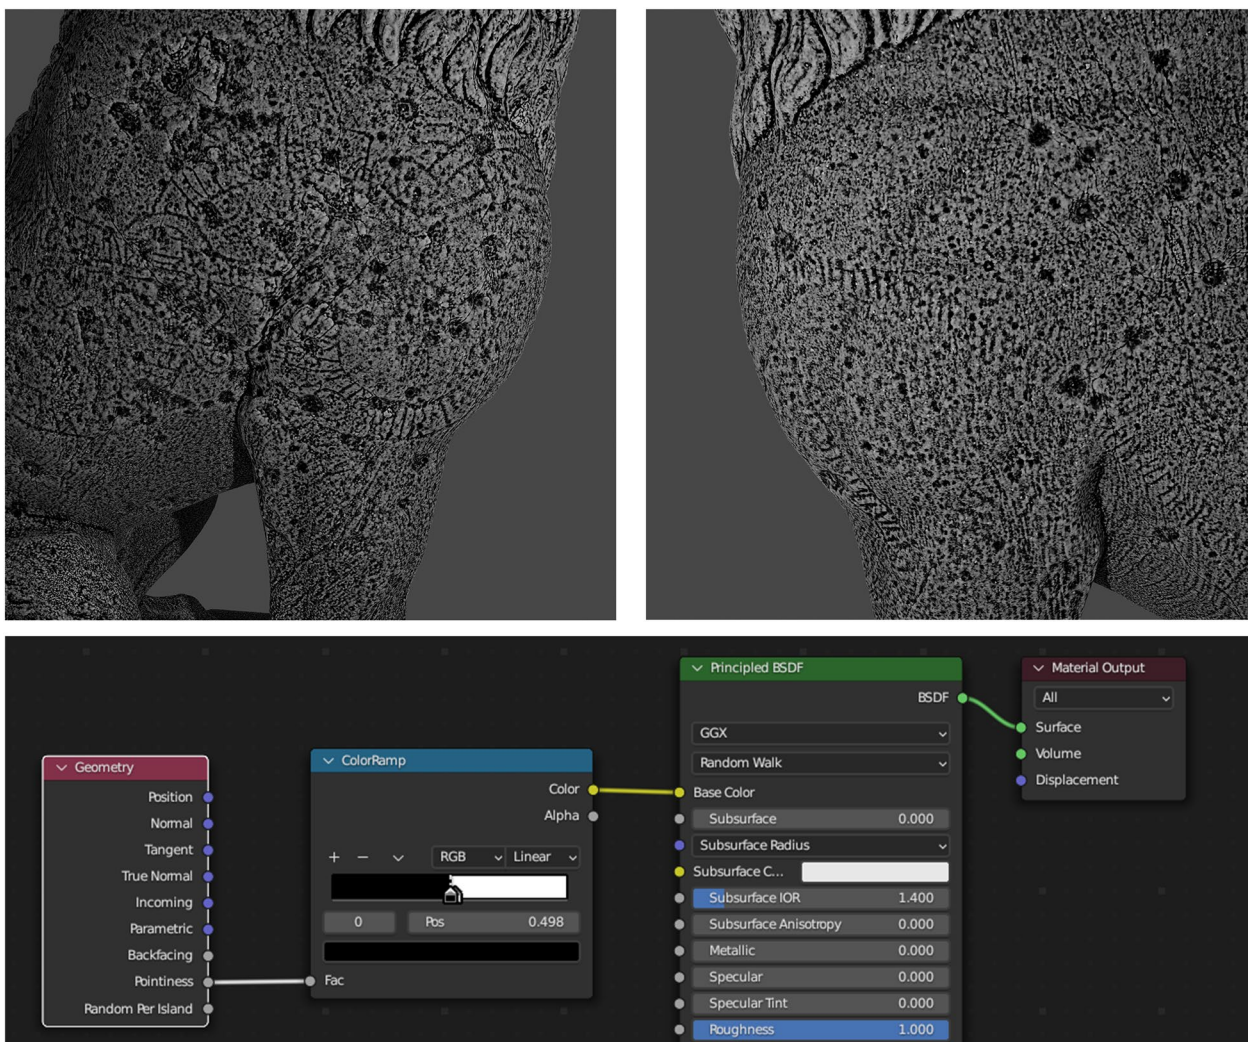 Geometry
Position
Normal
Tangent
True Normal
Incoming
Parametric
Backfacing
Pointiness
Random Per Island
ColorRamp
Color
Alpha
+ − RGB Linear
0 Pos 0.498
Fac
Principled BSDF
BSDF
GGX
Random Walk
Base Color
Subsurface 0.000
Subsurface Radius
Subsurface C...
Subsurface IOR 1.400
Subsurface Anisotropy 0.000
Metallic 0.000
Specular 0.000
Specular Tint 0.000
Roughness 1.000
Material Output
All
Surface
Volume
Displacement